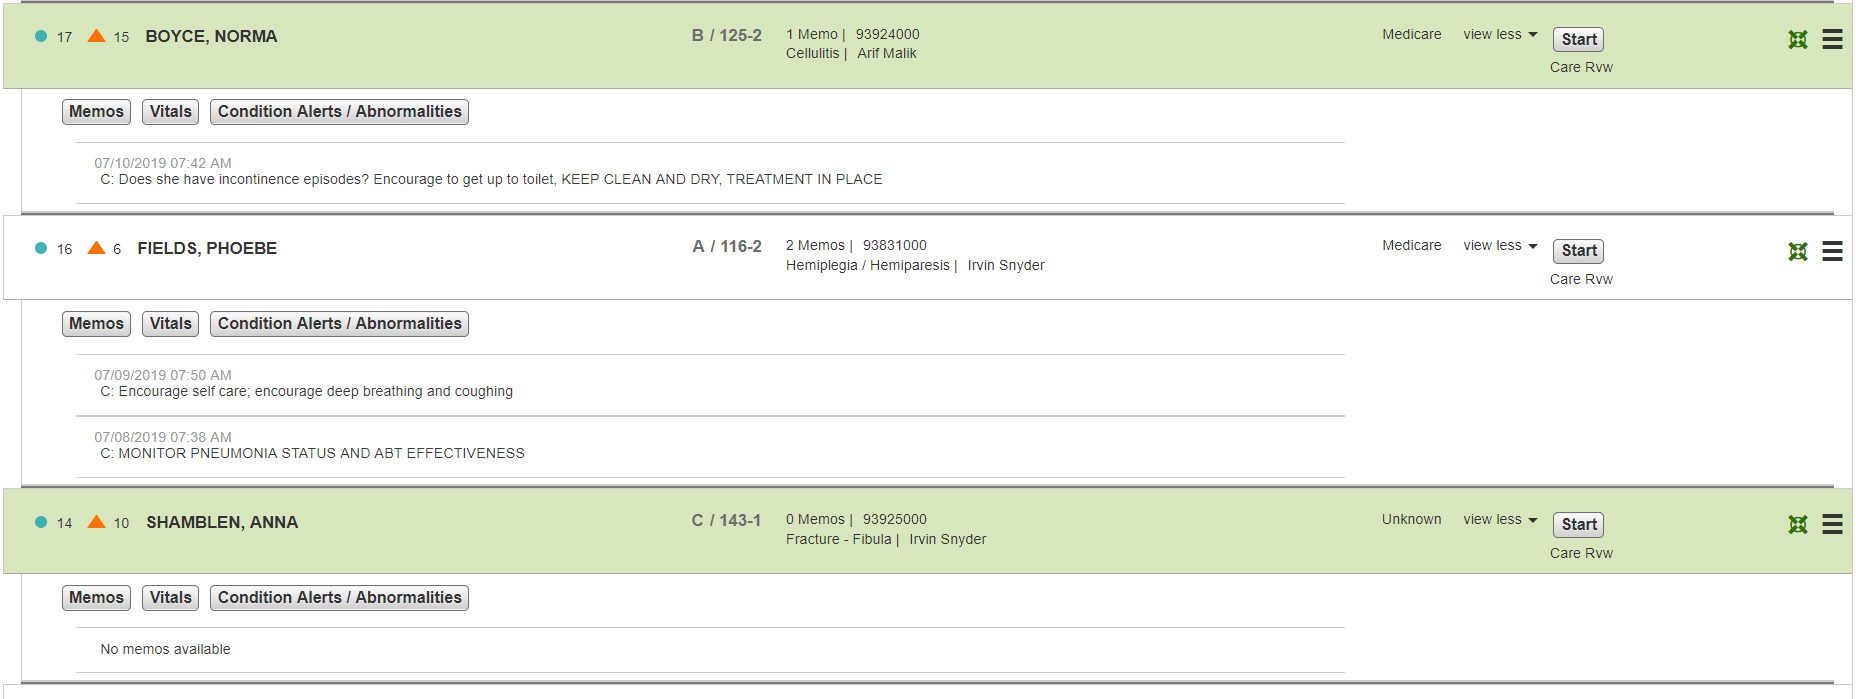 17 15 BOYCE, NORMA B / 125-2 1 Memo | 93924000 Medicare view less Start
Cellulitis | Arif Malik Care Rvw
Memos Vitals Condition Alerts / Abnormalities
07/10/2019 07:42 AM
C: Does she have incontinence episodes? Encourage to get up to toilet, KEEP CLEAN AND DRY, TREATMENT IN PLACE
16 6 FIELDS, PHOEBE A / 116-2 2 Memos | 93831000 Medicare view less Start
Hemiplegia / Hemiparesis | Irvin Snyder Care Rvw
Memos Vitals Condition Alerts / Abnormalities
07/09/2019 07:50 AM
C: Encourage self care; encourage deep breathing and coughing
07/08/2019 07:38 AM
C: MONITOR PNEUMONIA STATUS AND ABT EFFECTIVENESS
14 10 SHAMBLEN, ANNA C / 143-1 0 Memos | 93925000 Unknown view less Start
Fracture - Fibula | Irvin Snyder Care Rvw
Memos Vitals Condition Alerts / Abnormalities
No memos available